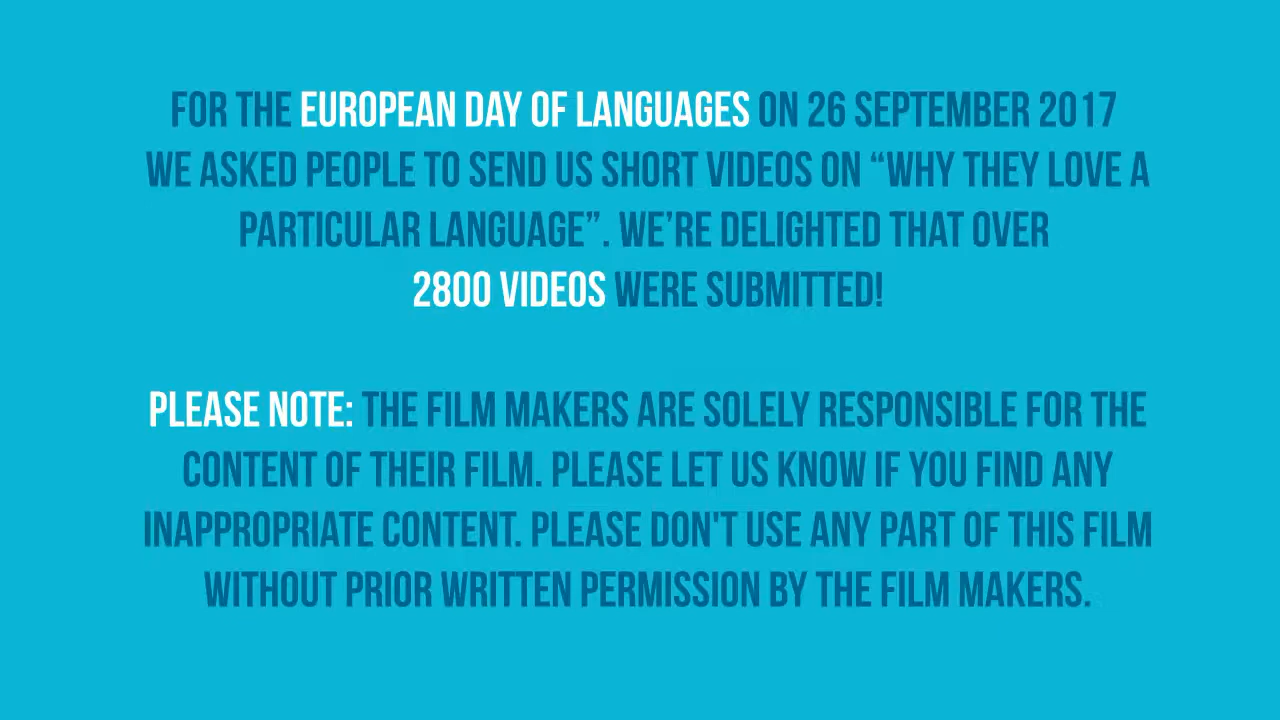 FOR THE EUROPEAN DAY OF LANGUAGES ON 26 SEPTEMBER 2017
WE ASKED PEOPLE TO SEND US SHORT VIDEOS ON “WHY THEY LOVE A
PARTICULAR LANGUAGE”. WE’RE DELIGHTED THAT OVER
2800 VIDEOS WERE SUBMITTED!
PLEASE NOTE: THE FILM MAKERS ARE SOLELY RESPONSIBLE FOR THE
CONTENT OF THEIR FILM. PLEASE LET US KNOW IF YOU FIND ANY
INAPPROPRIATE CONTENT. PLEASE DON'T USE ANY PART OF THIS FILM
WITHOUT PRIOR WRITTEN PERMISSION BY THE FILM MAKERS.